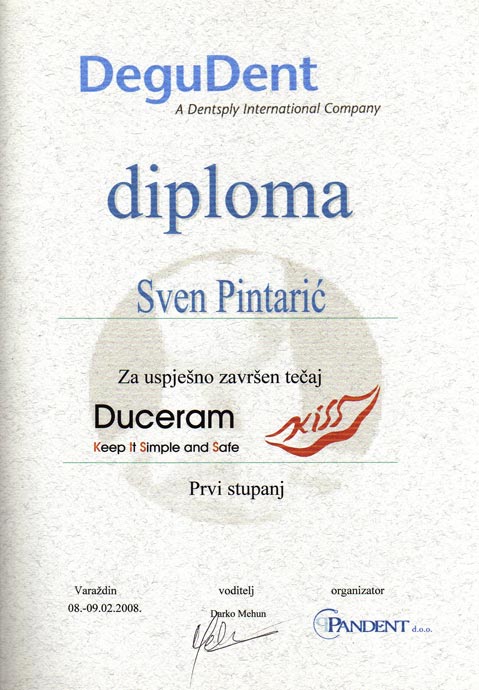 DeguDent
A Dentsply International Company
diploma
Sven Pintarić
Za uspješno završen tečaj
Duceram
Keep It Simple and Safe
KISS
Prvi stupanj
Varaždin voditelj organizator
08.-09.02.2008. Darko Mehun PANDENT d.o.o.